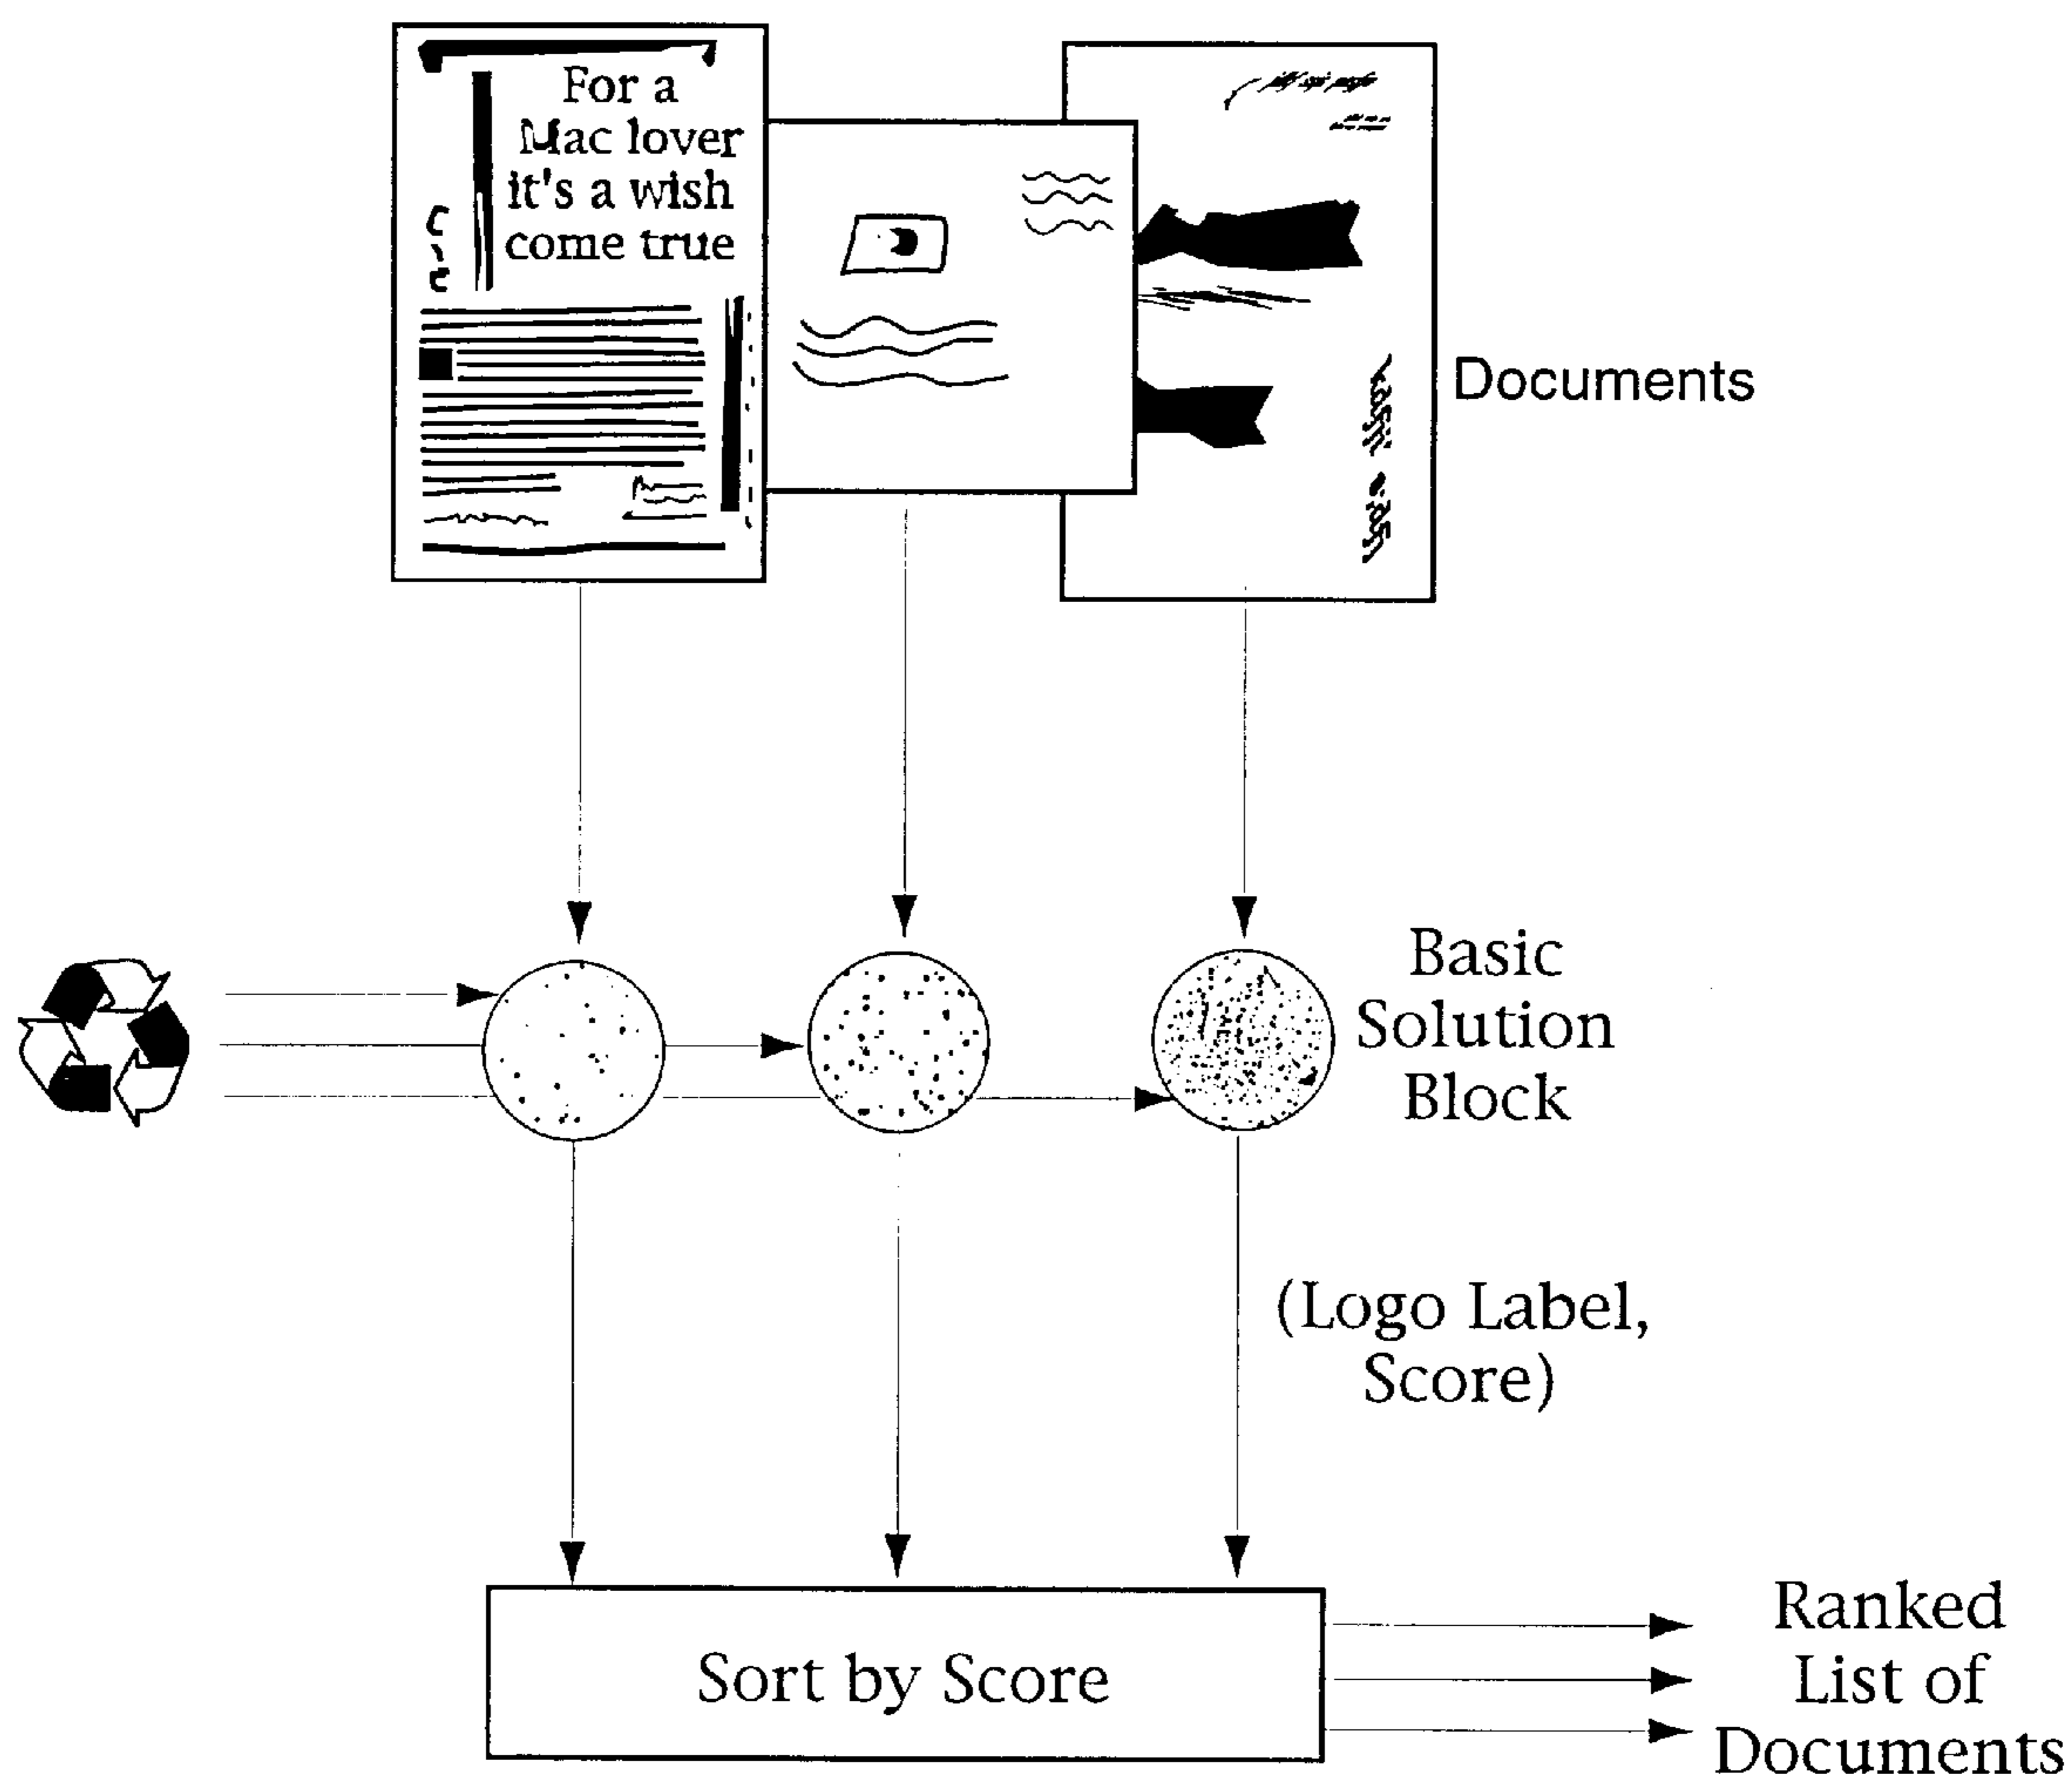 For a
Mac lover
it's a wish
come true
Documents
Basic
Solution
Block
(Logo Label,
Score)
Sort by Score
Ranked
List of
Documents